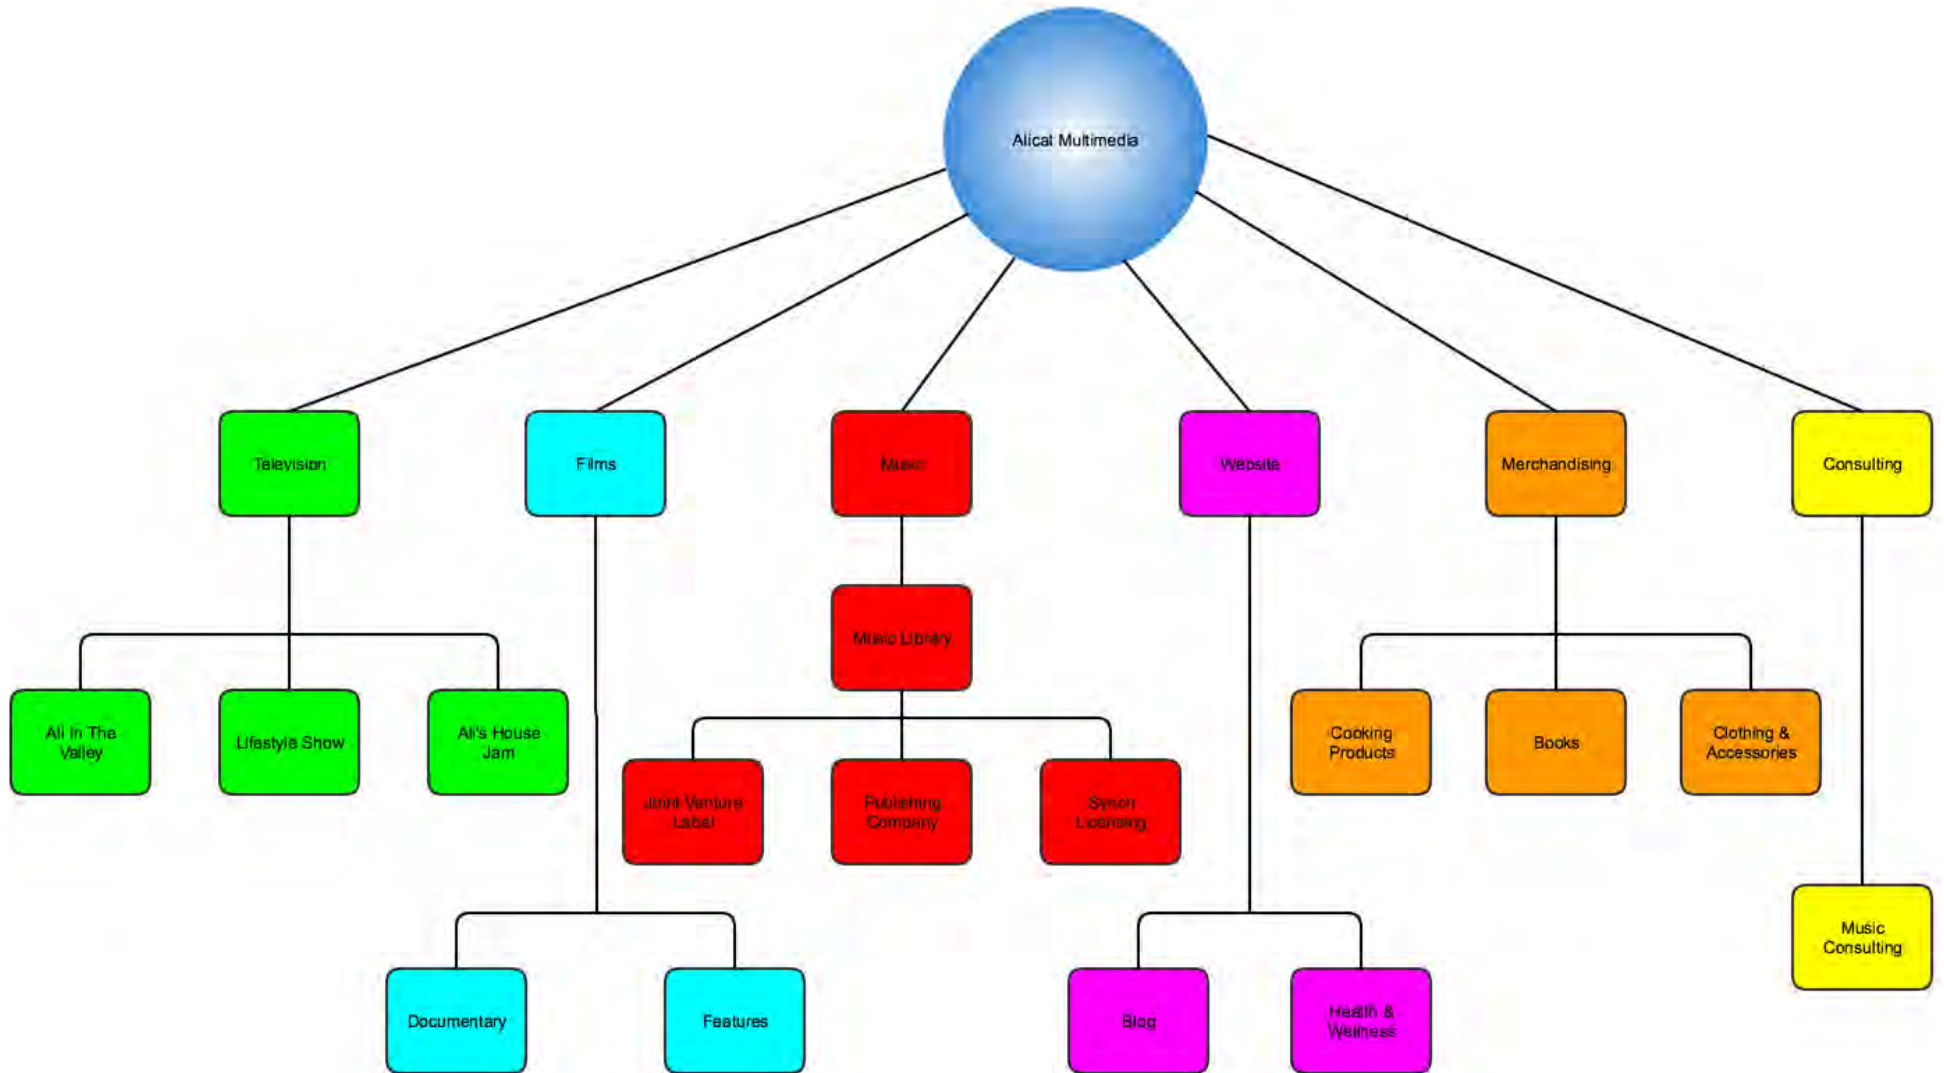 Alicat Multimedia
Television
Films
Music
Website
Merchandising
Consulting
Music Library
Ali In The
Valley
Lifestyle Show
Ali's House
Jam
Cooking
Products
Books
Clothing &
Accessories
Joint Venture
Label
Publishing
Company
Synch
Licensing
Music
Consulting
Documentary
Features
Blog
Health &
Wellness